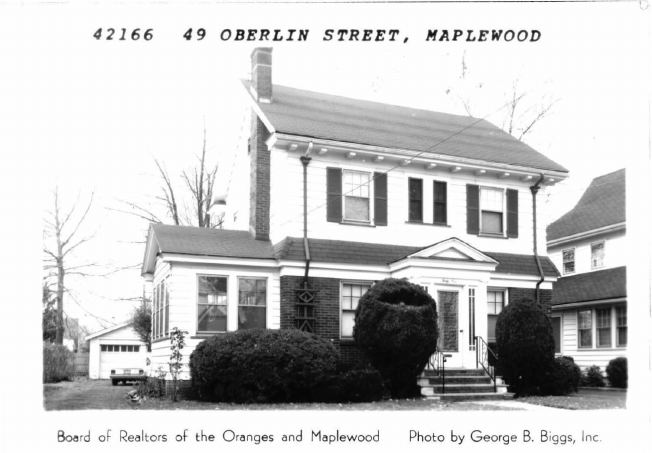 42166 49 OBERLIN STREET, MAPLEWOOD
Board of Realtors of the Oranges and Maplewood Photo by George B. Biggs, Inc.